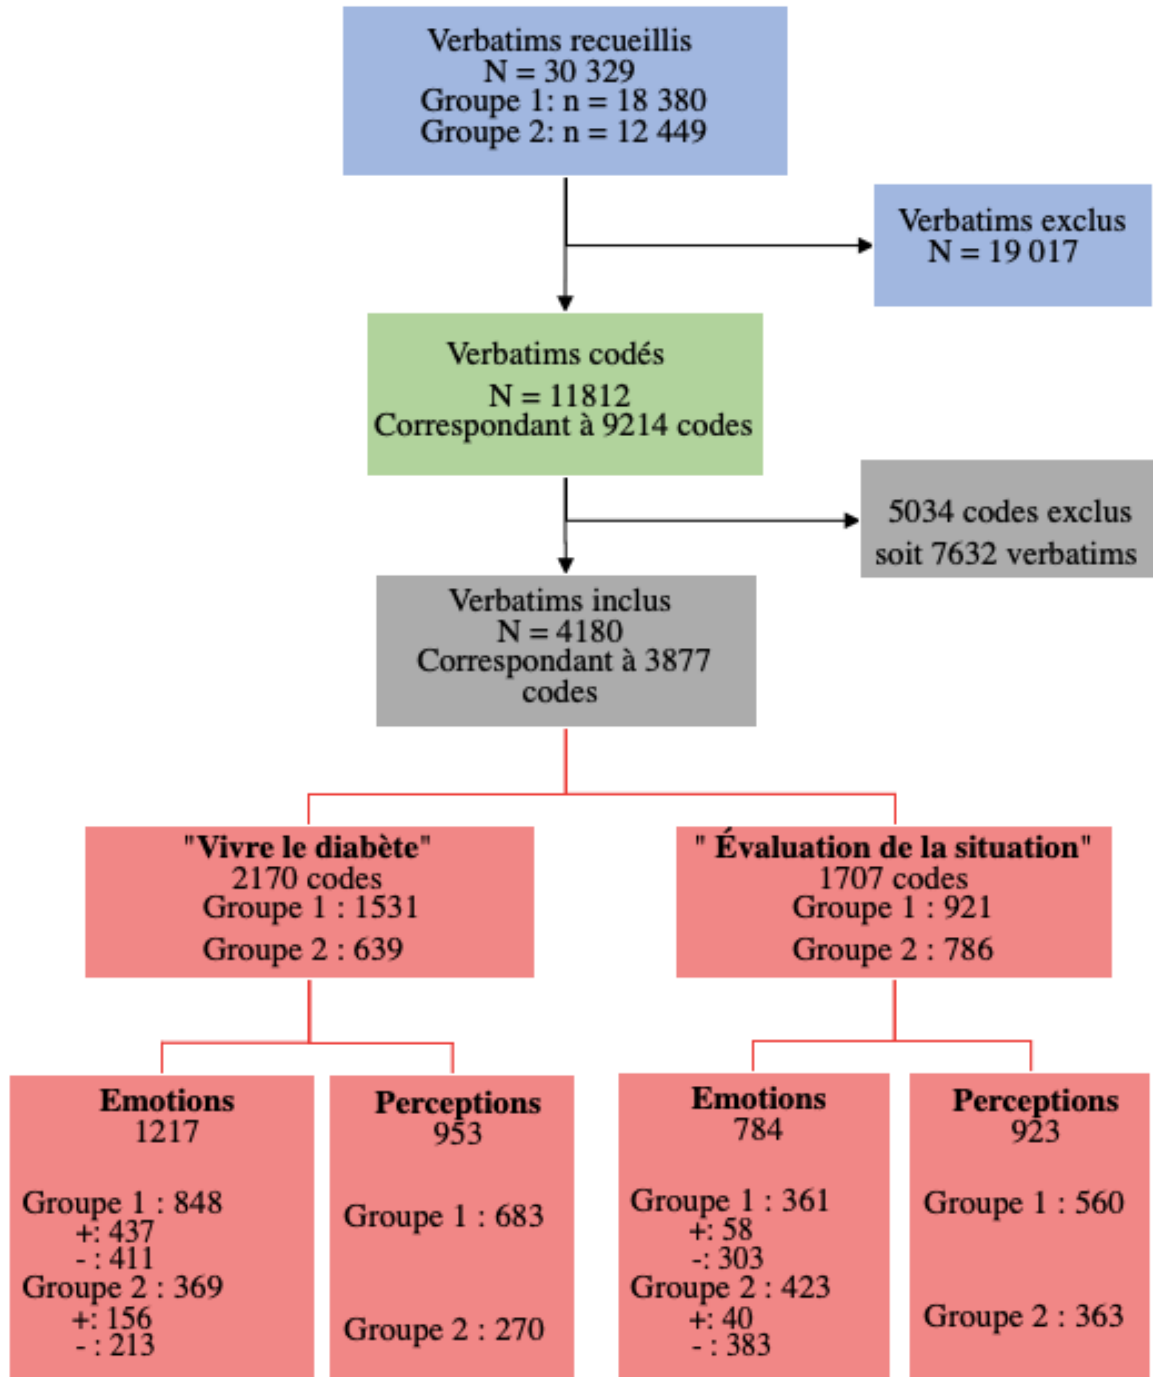 Verbatims recueillis
N = 30 329
Groupe 1: n = 18 380
Groupe 2: n = 12 449
Verbatims exclus
N = 19 017
Verbatims codés
N = 11812
Correspondant à 9214 codes
5034 codes exclus
soit 7632 verbatims
Verbatims inclus
N = 4180
Correspondant à 3877
codes
"Vivre le diabète"
2170 codes
Groupe 1 : 1531
Groupe 2 : 639
" Évaluation de la situation"
1707 codes
Groupe 1 : 921
Groupe 2 : 786
Emotions
1217
Groupe 1 : 848
+: 437
- : 411
Groupe 2 : 369
+: 156
- : 213
Perceptions
953
Groupe 1 : 683
Groupe 2 : 270
Emotions
784
Groupe 1 : 361
+: 58
-: 303
Groupe 2 : 423
+: 40
-: 383
Perceptions
923
Groupe 1 : 560
Groupe 2 : 363